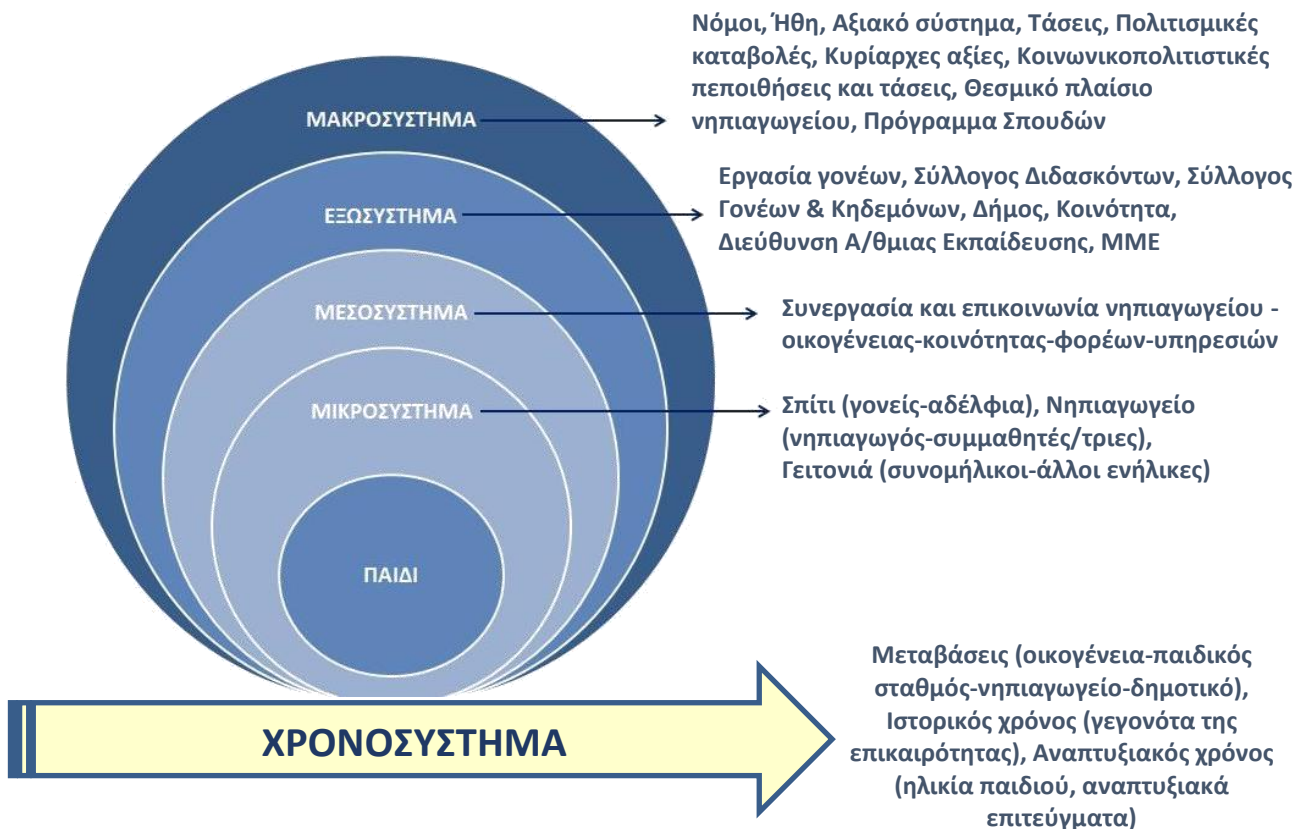 Νόμοι, Ήθη, Αξιακό σύστημα, Τάσεις, Πολιτισμικές
καταβολές, Κυρίαρχες αξίες, Κοινωνικοπολιτιστικές
πεποιθήσεις και τάσεις, Θεσμικό πλαίσιο
νηπιαγωγείου, Πρόγραμμα Σπουδών
ΜΑΚΡΟΣΥΣΤΗΜΑ
Εργασία γονέων, Σύλλογος Διδασκόντων, Σύλλογος
Γονέων & Κηδεμόνων, Δήμος, Κοινότητα,
Διεύθυνση Α/θμιας Εκπαίδευσης, ΜΜΕ
ΕΞΩΣΥΣΤΗΜΑ
Συνεργασία και επικοινωνία νηπιαγωγείου -
οικογένειας-κοινότητας-φορέων-υπηρεσιών
ΜΕΣΟΣΥΣΤΗΜΑ
Σπίτι (γονείς-αδέλφια), Νηπιαγωγείο
(νηπιαγωγός-συμμαθητές/τριες),
Γειτονιά (συνομήλικοι-άλλοι ενήλικες)
ΜΙΚΡΟΣΥΣΤΗΜΑ
ΠΑΙΔΙ
Μεταβάσεις (οικογένεια-παιδικός
σταθμός-νηπιαγωγείο-δημοτικό),
Ιστορικός χρόνος (γεγονότα της
επικαιρότητας), Αναπτυξιακός χρόνος
(ηλικία παιδιού, αναπτυξιακά
επιτεύγματα)
ΧΡΟΝΟΣΥΣΤΗΜΑ